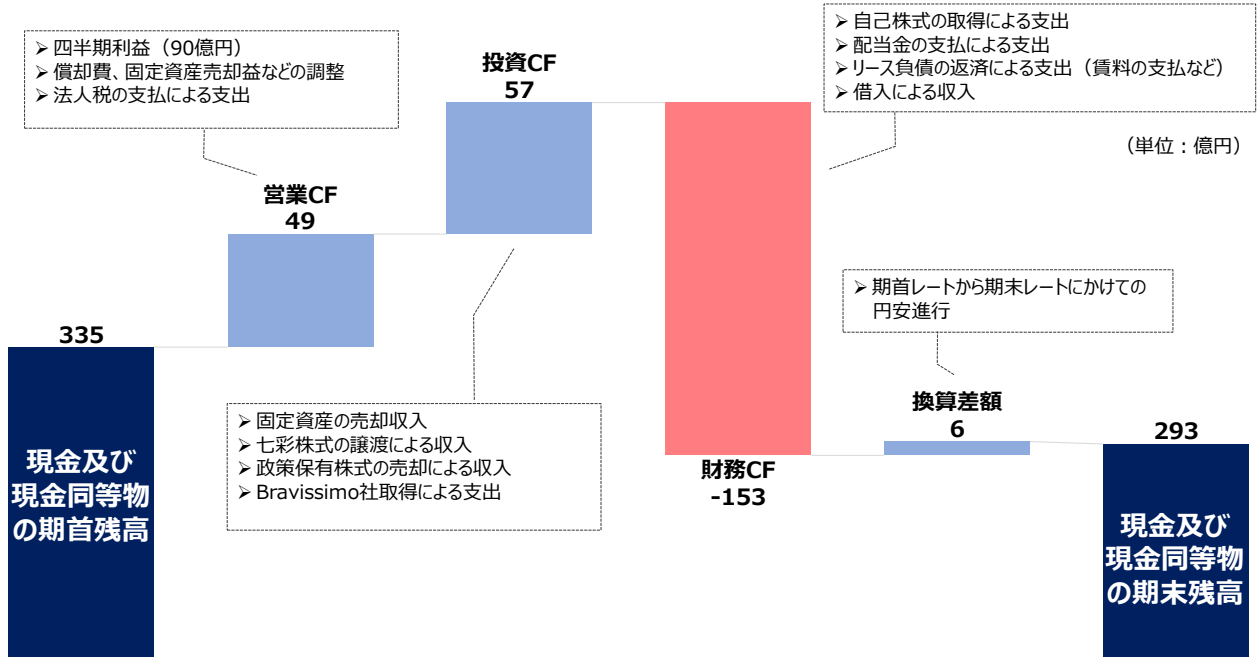 ➢ 四半期利益（90億円）
➢ 償却費、固定資産売却益などの調整
➢ 法人税の支払による支出
投資CF
57
➢ 自己株式の取得による支出
➢ 配当金の支払による支出
➢ リース負債の返済による支出（賃料の支払など）
➢ 借入による収入
（単位：億円）
営業CF
49
➢ 期首レートから期末レートにかけての
円安進行
335
現金及び
現金同等物
の期首残高
➢ 固定資産の売却収入
➢ 七彩株式の譲渡による収入
➢ 政策保有株式の売却による収入
➢ Bravissimo社取得による支出
財務CF
-153
換算差額
6
293
現金及び
現金同等物
の期末残高